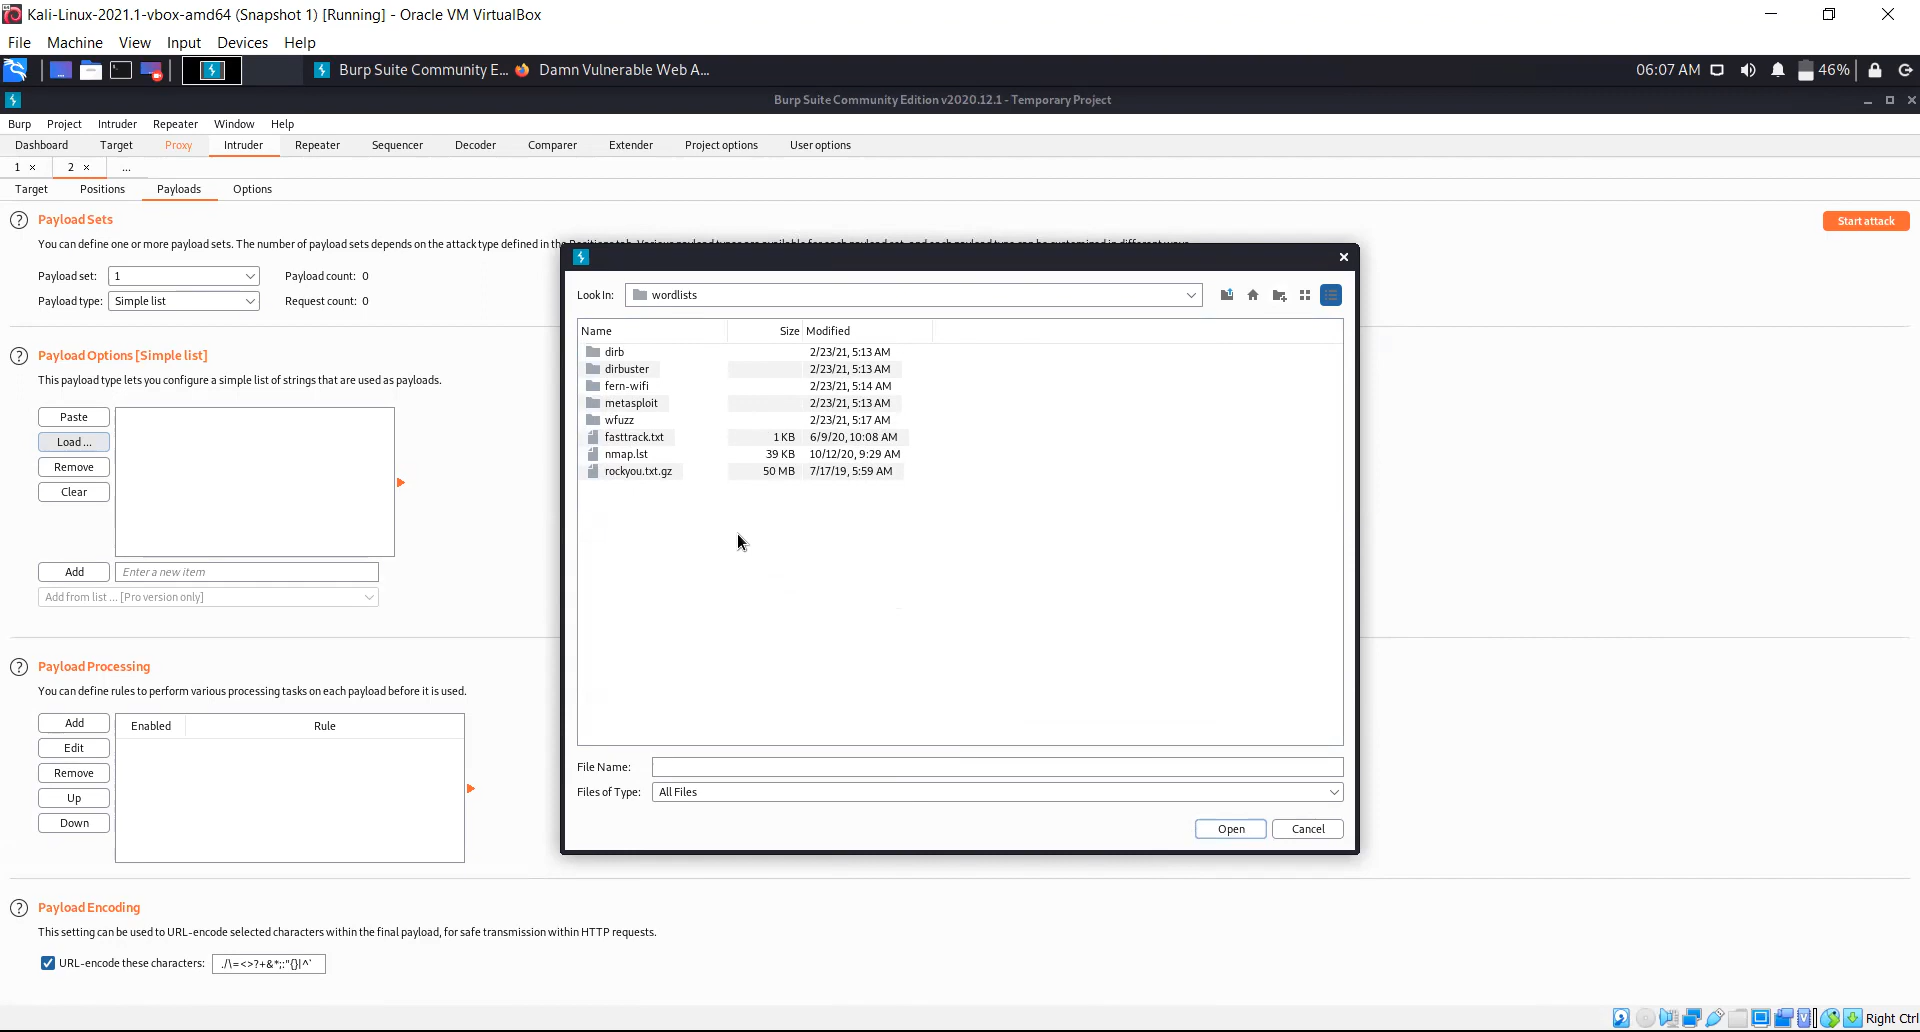 Kali-Linux-2021.1-vbox-amd64 (Snapshot 1) [Running] - Oracle VM VirtualBox
File Machine View Input Devices Help
Burp Suite Community E... Damn Vulnerable Web A... 06:07 AM 46%
Burp Suite Community Edition v2020.12.1 - Temporary Project
Burp Project Intruder Repeater Window Help
Dashboard Target Proxy Intruder Repeater Sequencer Decoder Comparer Extender Project options User options
1 × 2 × ...
Target Positions Payloads Options
? Payload Sets Start attack
You can define one or more payload sets. The number of payload sets depends on the attack type defined in the
Payload set: 1 Payload count: 0
Payload type: Simple list Request count: 0
? Payload Options [Simple list]
This payload type lets you configure a simple list of strings that are used as payloads.
Paste
Load ...
Remove
Clear
Add Enter a new item
Add from list ... [Pro version only]
? Payload Processing
You can define rules to perform various processing tasks on each payload before it is used.
Add Enabled Rule
Edit
Remove
Up
Down
? Payload Encoding
This setting can be used to URL-encode selected characters within the final payload, for safe transmission within HTTP requests.
URL-encode these characters: ./\=<>?+&*;:"{}|^`
Look In: wordlists
Name Size Modified
dirb 2/23/21, 5:13 AM
dirbuster 2/23/21, 5:13 AM
fern-wifi 2/23/21, 5:14 AM
metasploit 2/23/21, 5:13 AM
wfuzz 2/23/21, 5:17 AM
fasttrack.txt 1 KB 6/9/20, 10:08 AM
nmap.lst 39 KB 10/12/20, 9:29 AM
rockyou.txt.gz 50 MB 7/17/19, 5:59 AM
File Name:
Files of Type: All Files
Open Cancel
Right Ctrl